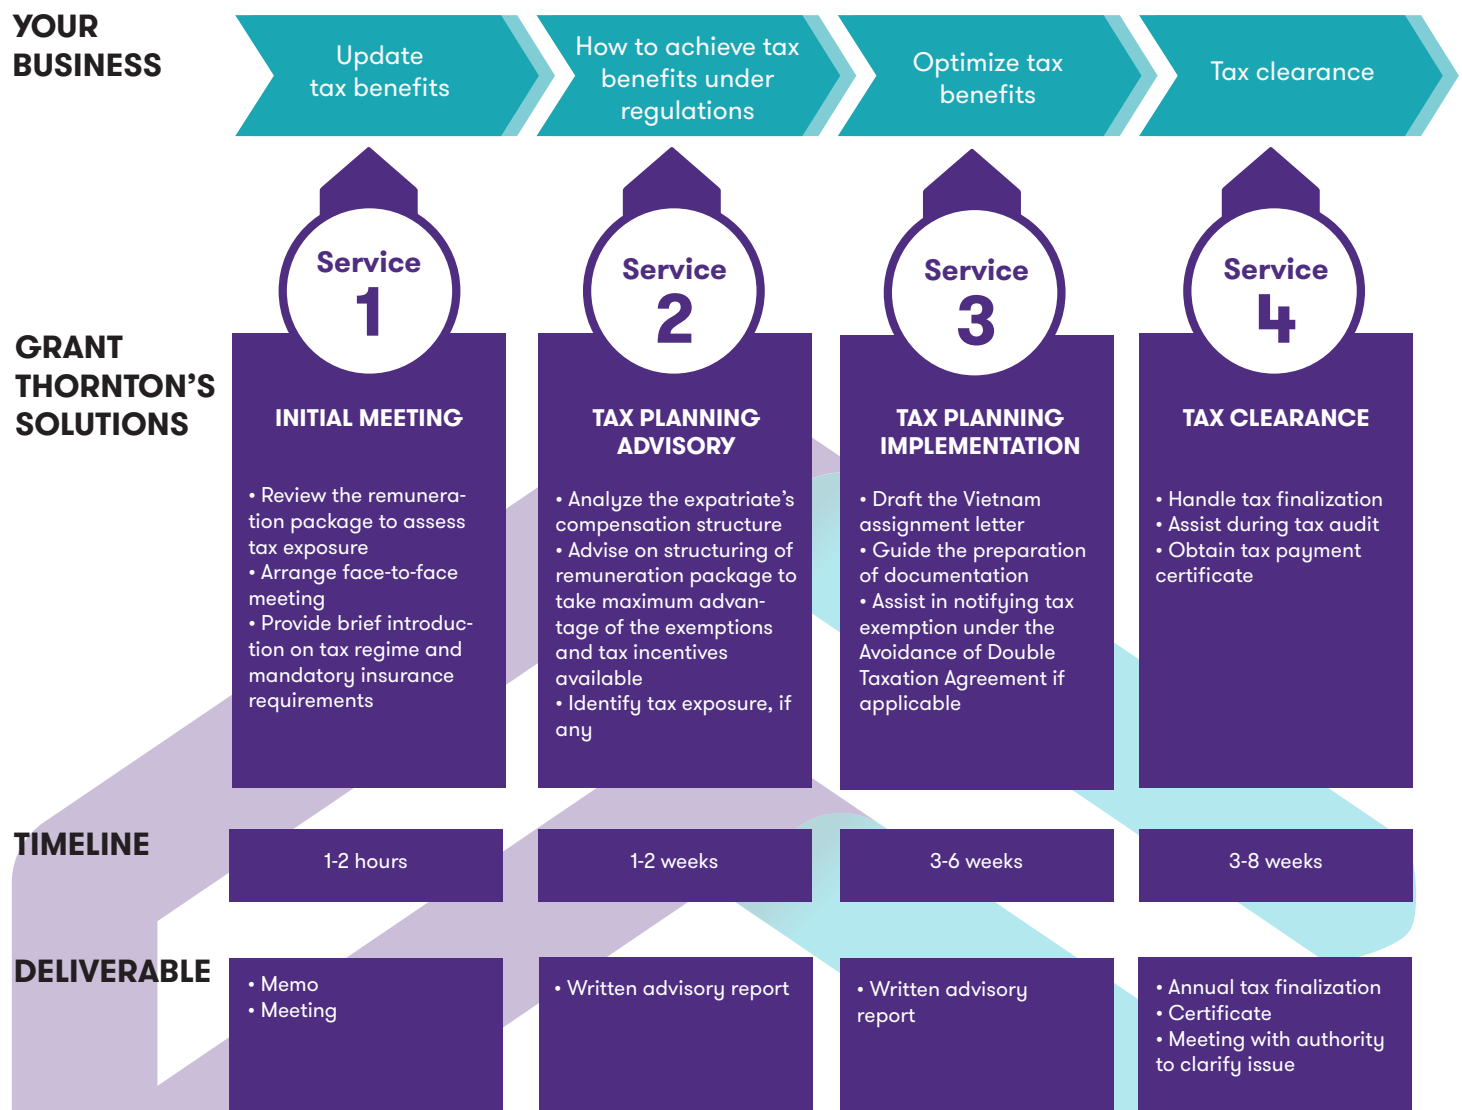 YOUR
BUSINESS
Update
tax benefits
How to achieve tax
benefits under
regulations
Optimize tax
benefits
Tax clearance
GRANT
THORNTON'S
SOLUTIONS
Service
1
INITIAL MEETING
• Review the remunera-
tion package to assess
tax exposure
• Arrange face-to-face
meeting
• Provide brief introduc-
tion on tax regime and
mandatory insurance
requirements
Service
2
TAX PLANNING
ADVISORY
• Analyze the expatriate's
compensation structure
• Advise on structuring of
remuneration package to
take maximum advan-
tage of the exemptions
and tax incentives
available
• Identify tax exposure, if
any
Service
3
TAX PLANNING
IMPLEMENTATION
• Draft the Vietnam
assignment letter
• Guide the preparation
of documentation
• Assist in notifying tax
exemption under the
Avoidance of Double
Taxation Agreement if
applicable
Service
4
TAX CLEARANCE
• Handle tax finalization
• Assist during tax audit
• Obtain tax payment
certificate
TIMELINE
1-2 hours
1-2 weeks
3-6 weeks
3-8 weeks
DELIVERABLE
• Memo
• Meeting
• Written advisory report
• Written advisory
report
• Annual tax finalization
• Certificate
• Meeting with authority
to clarify issue